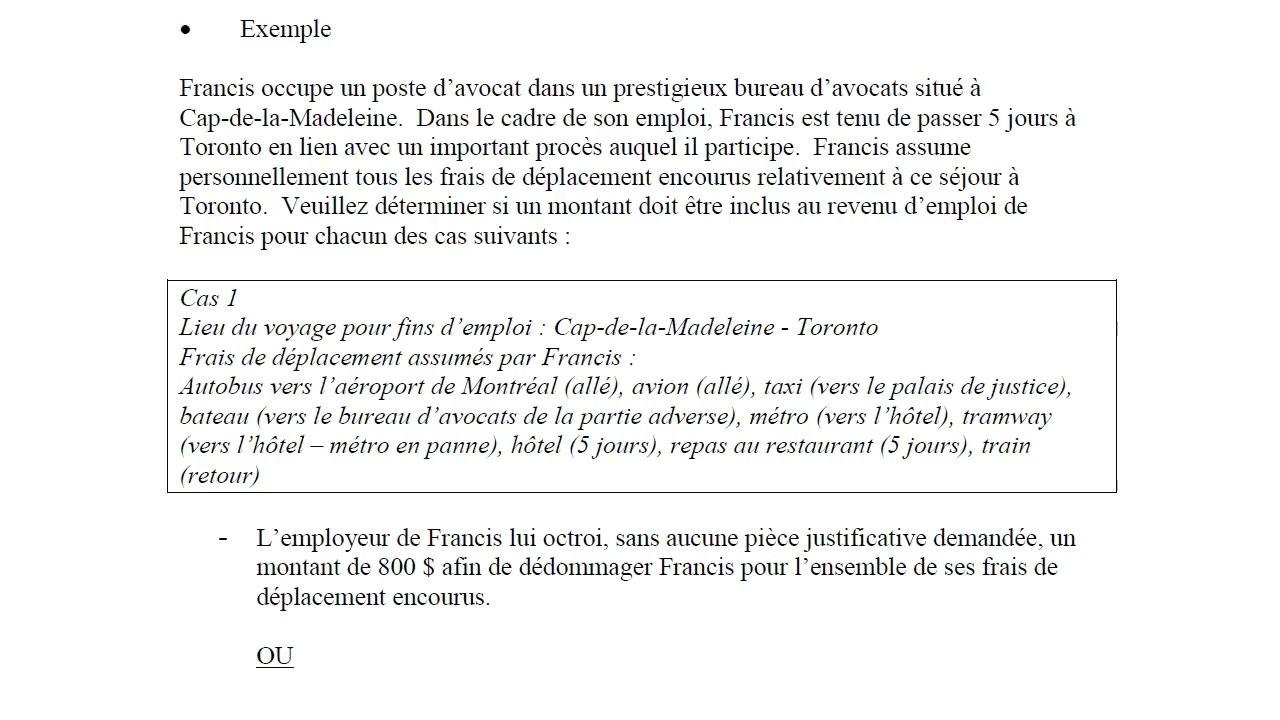 • Exemple
Francis occupe un poste d’avocat dans un prestigieux bureau d’avocats situé à
Cap-de-la-Madeleine. Dans le cadre de son emploi, Francis est tenu de passer 5 jours à
Toronto en lien avec un important procès auquel il participe. Francis assume
personnellement tous les frais de déplacement encourus relativement à ce séjour à
Toronto. Veuillez déterminer si un montant doit être inclus au revenu d’emploi de
Francis pour chacun des cas suivants :
Cas 1
Lieu du voyage pour fins d’emploi : Cap-de-la-Madeleine - Toronto
Frais de déplacement assumés par Francis :
Autobus vers l’aéroport de Montréal (allé), avion (allé), taxi (vers le palais de justice),
bateau (vers le bureau d’avocats de la partie adverse), métro (vers l’hôtel), tramway
(vers l’hôtel – métro en panne), hôtel (5 jours), repas au restaurant (5 jours), train
(retour)
- L’employeur de Francis lui octroi, sans aucune pièce justificative demandée, un
montant de 800 $ afin de dédommager Francis pour l’ensemble de ses frais de
déplacement encourus.
OU